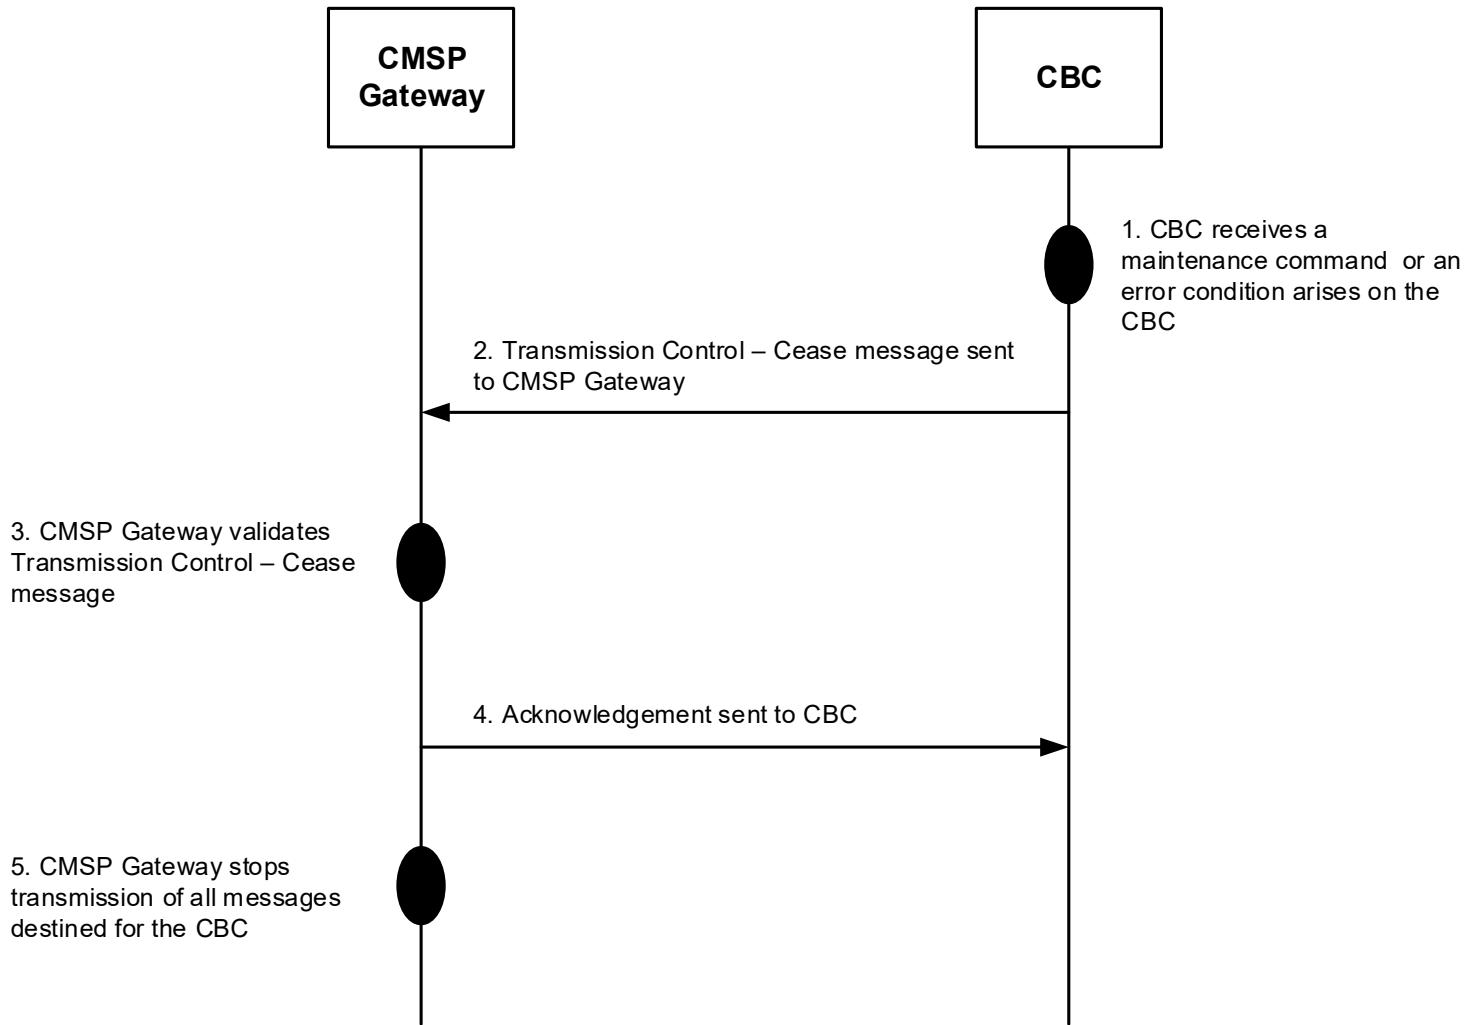 CMSP
Gateway
CBC
1. CBC receives a
maintenance command  or an
error condition arises on the
CBC
2. Transmission Control – Cease message sent
to CMSP Gateway
3. CMSP Gateway validates
Transmission Control – Cease
message
4. Acknowledgement sent to CBC
5. CMSP Gateway stops
transmission of all messages
destined for the CBC